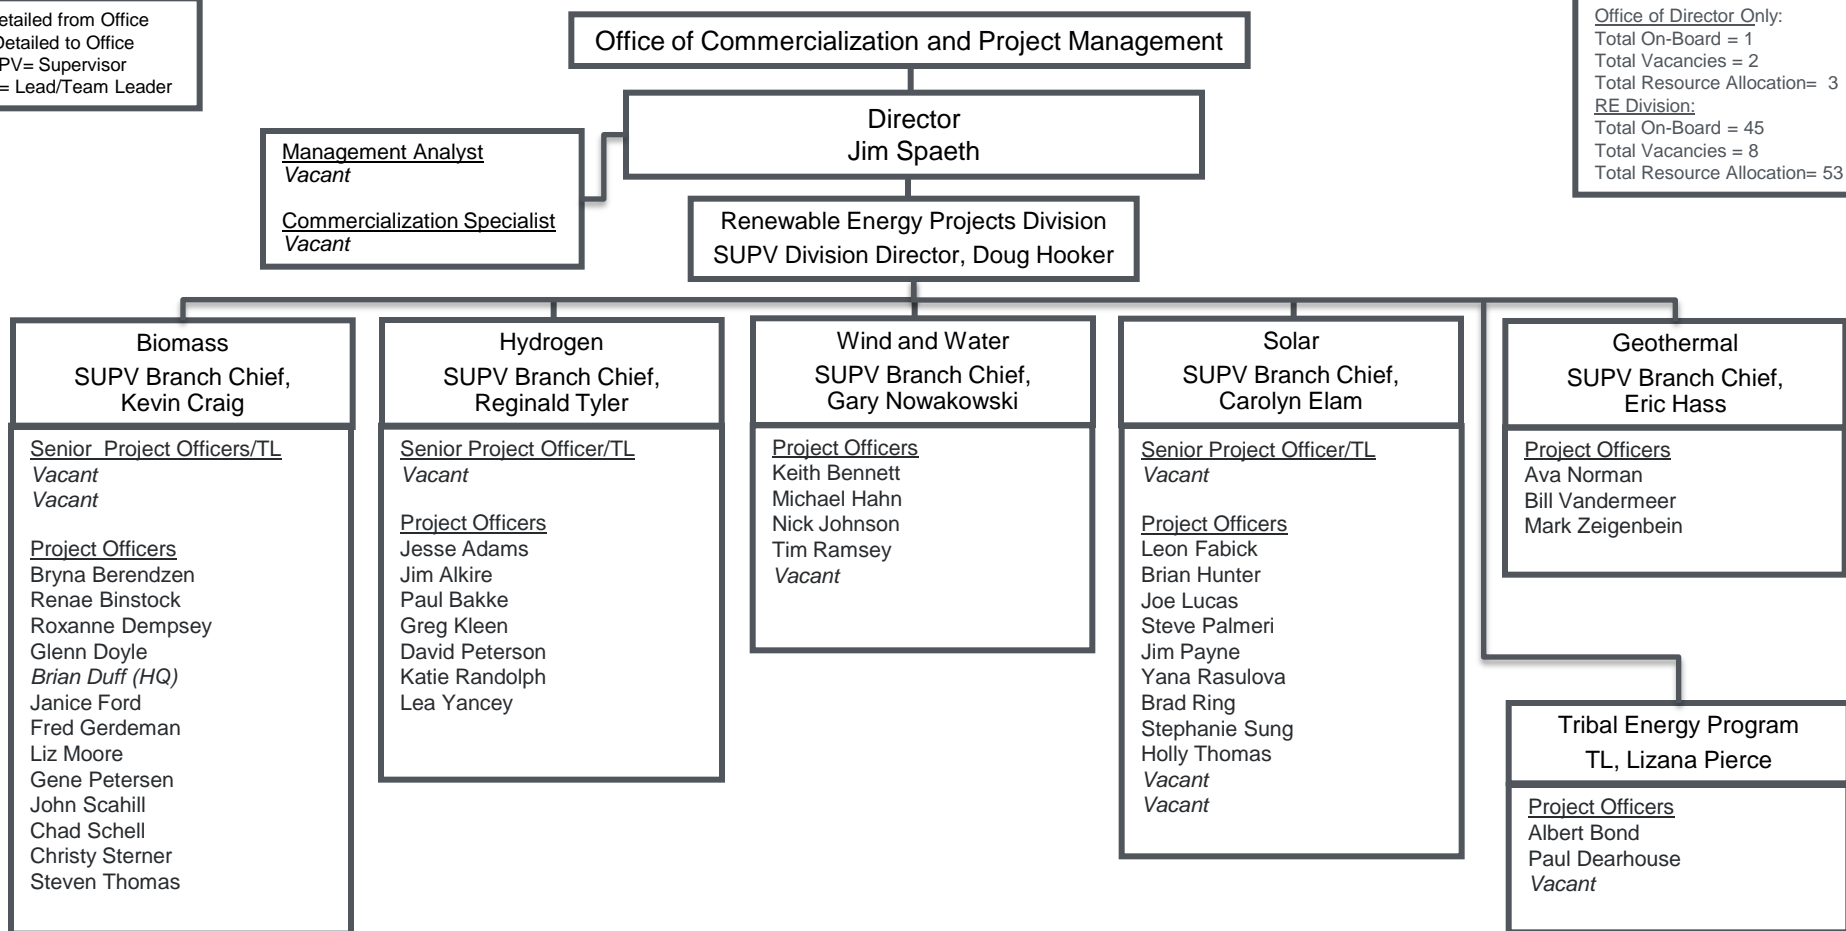 etailed from Office
Detailed to Office
PV= Supervisor
= Lead/Team Leader
Office of Commercialization and Project Management
Office of Director Only:
Total On-Board = 1
Total Vacancies = 2
Total Resource Allocation=  3
RE Division:
Total On-Board = 45
Total Vacancies = 8
Total Resource Allocation= 53
Director
Jim Spaeth
Management Analyst
Vacant
Commercialization Specialist
Vacant
Renewable Energy Projects Division
SUPV Division Director, Doug Hooker
Biomass
SUPV Branch Chief,
Kevin Craig
Senior  Project Officers/TL
Vacant
Vacant
Project Officers
Bryna Berendzen
Renae Binstock
Roxanne Dempsey
Glenn Doyle
Brian Duff (HQ)
Janice Ford
Fred Gerdeman
Liz Moore
Gene Petersen
John Scahill
Chad Schell
Christy Sterner
Steven Thomas
Hydrogen
SUPV Branch Chief,
Reginald Tyler
Senior Project Officer/TL
Vacant
Project Officers
Jesse Adams
Jim Alkire
Paul Bakke
Greg Kleen
David Peterson
Katie Randolph
Lea Yancey
Wind and Water
SUPV Branch Chief,
Gary Nowakowski
Project Officers
Keith Bennett
Michael Hahn
Nick Johnson
Tim Ramsey
Vacant
Solar
SUPV Branch Chief,
Carolyn Elam
Senior Project Officer/TL
Vacant
Project Officers
Leon Fabick
Brian Hunter
Joe Lucas
Steve Palmeri
Jim Payne
Yana Rasulova
Brad Ring
Stephanie Sung
Holly Thomas
Vacant
Vacant
Geothermal
SUPV Branch Chief,
Eric Hass
Project Officers
Ava Norman
Bill Vandermeer
Mark Zeigenbein
Tribal Energy Program
TL, Lizana Pierce
Project Officers
Albert Bond
Paul Dearhouse
Vacant